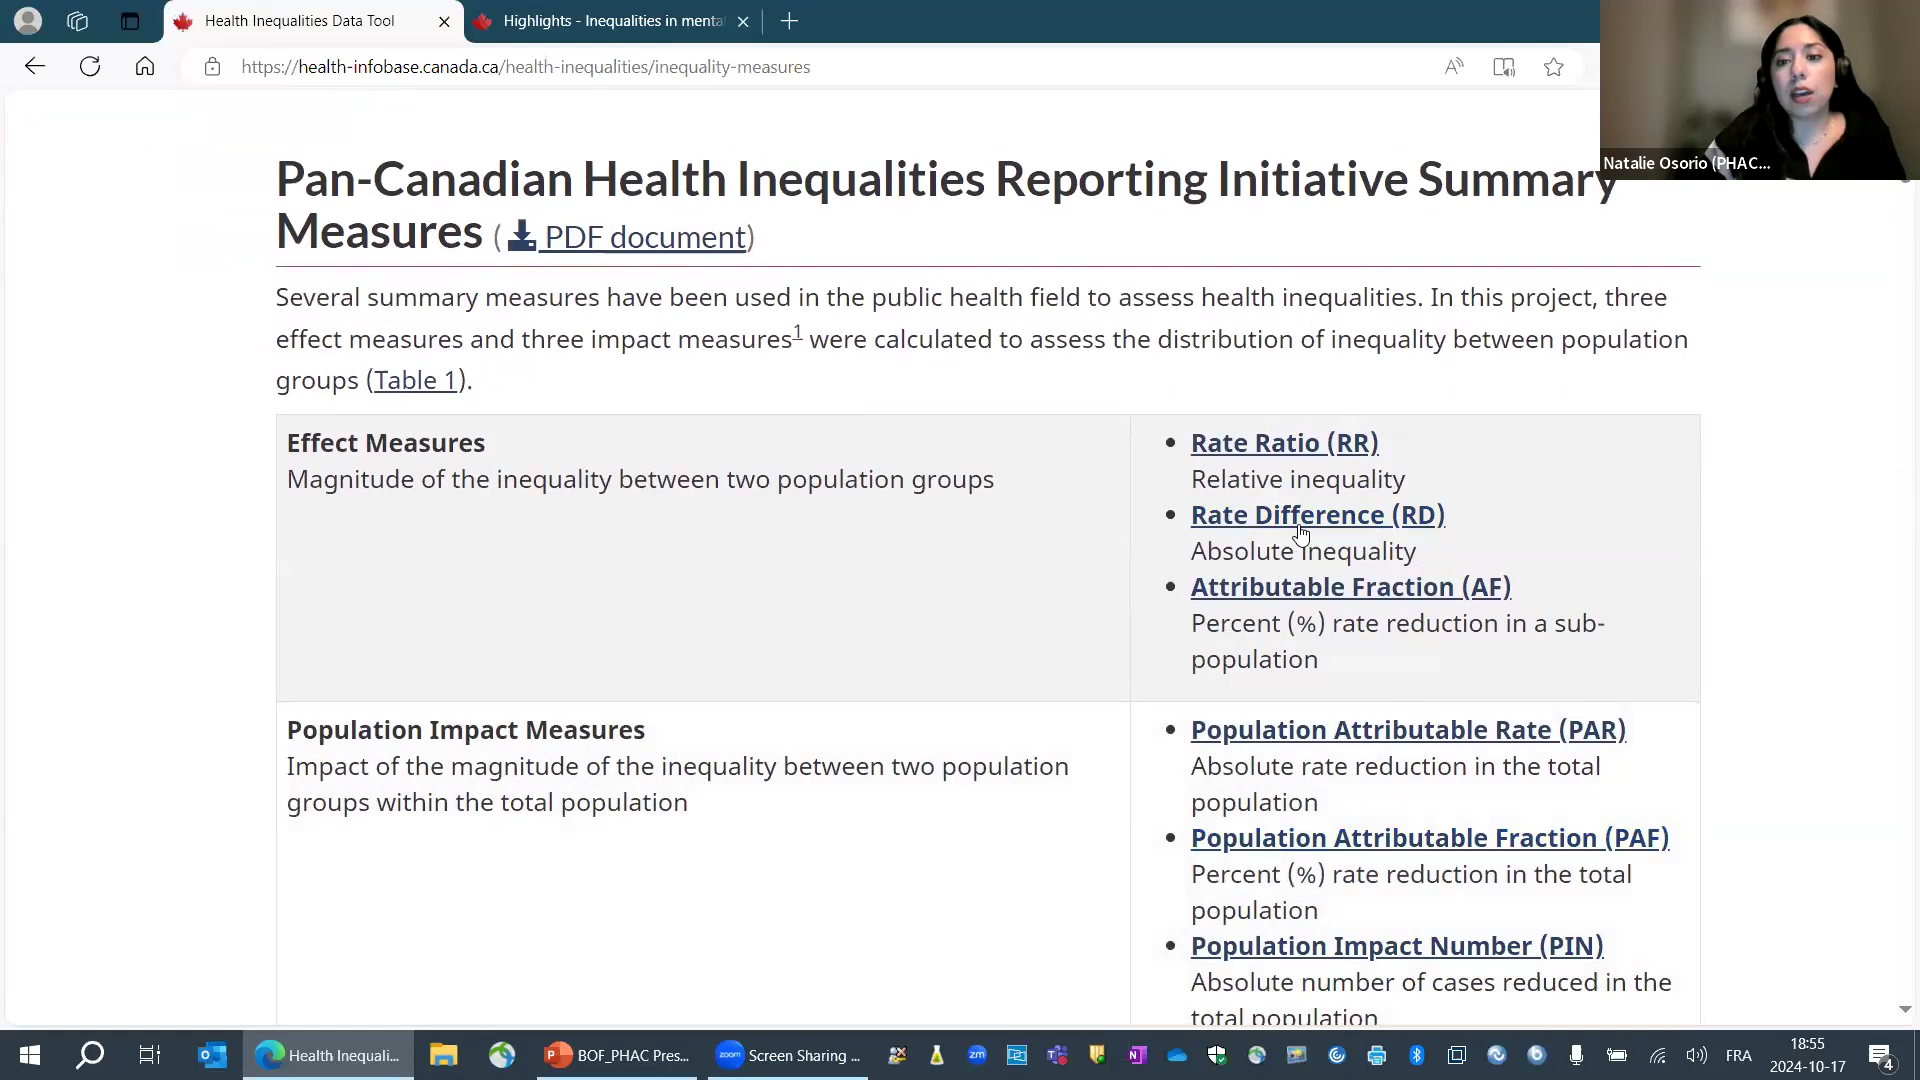 Health Inequalities Data Tool
Highlights - Inequalities in menta
https://health-infobase.canada.ca/health-inequalities/inequality-measures
Natalie Osorio (PHAC...
Pan-Canadian Health Inequalities Reporting Initiative Summary
Measures ( PDF document)
Several summary measures have been used in the public health field to assess health inequalities. In this project, three
effect measures and three impact measures1 were calculated to assess the distribution of inequality between population
groups (Table 1).
Effect Measures
Magnitude of the inequality between two population groups
• Rate Ratio (RR)
Relative inequality
• Rate Difference (RD)
Absolute inequality
• Attributable Fraction (AF)
Percent (%) rate reduction in a sub-
population
Population Impact Measures
Impact of the magnitude of the inequality between two population
groups within the total population
• Population Attributable Rate (PAR)
Absolute rate reduction in the total
population
• Population Attributable Fraction (PAF)
Percent (%) rate reduction in the total
population
• Population Impact Number (PIN)
Absolute number of cases reduced in the
total population
Health Inequali...
BOF_PHAC Pres...
zoom
Screen Sharing ...
zm
FRA
18:55
2024-10-17
4